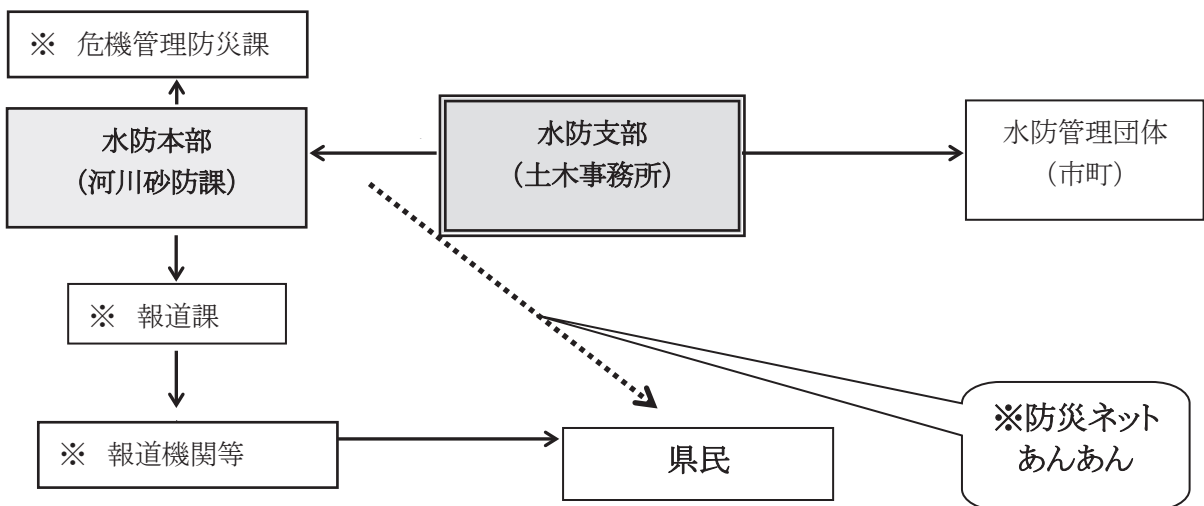 ※ 危機管理防災課
水防本部
（河川砂防課）
水防支部
（土木事務所）
水防管理団体
（市町）
※ 報道課
※ 報道機関等
県民
※防災ネット
あんあん